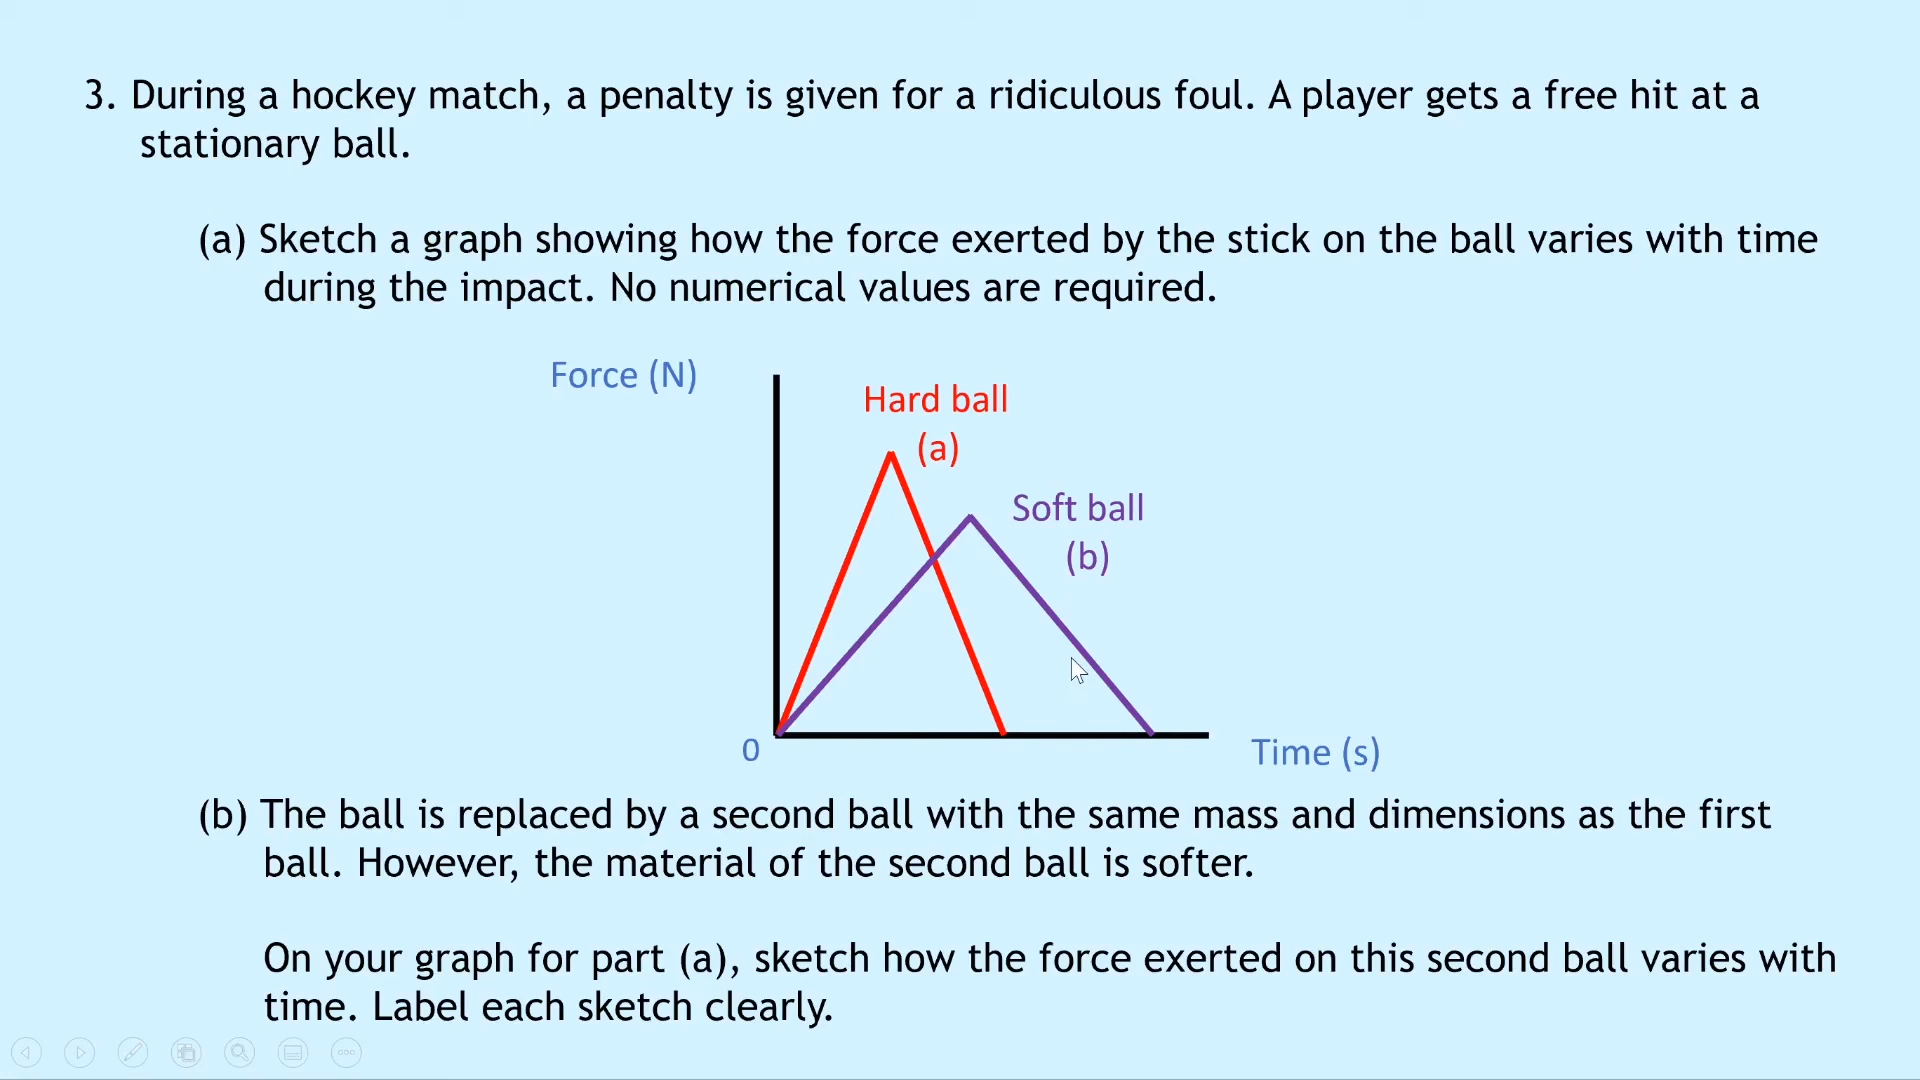 3. During a hockey match, a penalty is given for a ridiculous foul. A player gets a free hit at a
stationary ball.
(a) Sketch a graph showing how the force exerted by the stick on the ball varies with time
during the impact. No numerical values are required.
Force (N)
Hard ball
(a)
Soft ball
(b)
0
Time (s)
(b) The ball is replaced by a second ball with the same mass and dimensions as the first
ball. However, the material of the second ball is softer.
On your graph for part (a), sketch how the force exerted on this second ball varies with
time. Label each sketch clearly.